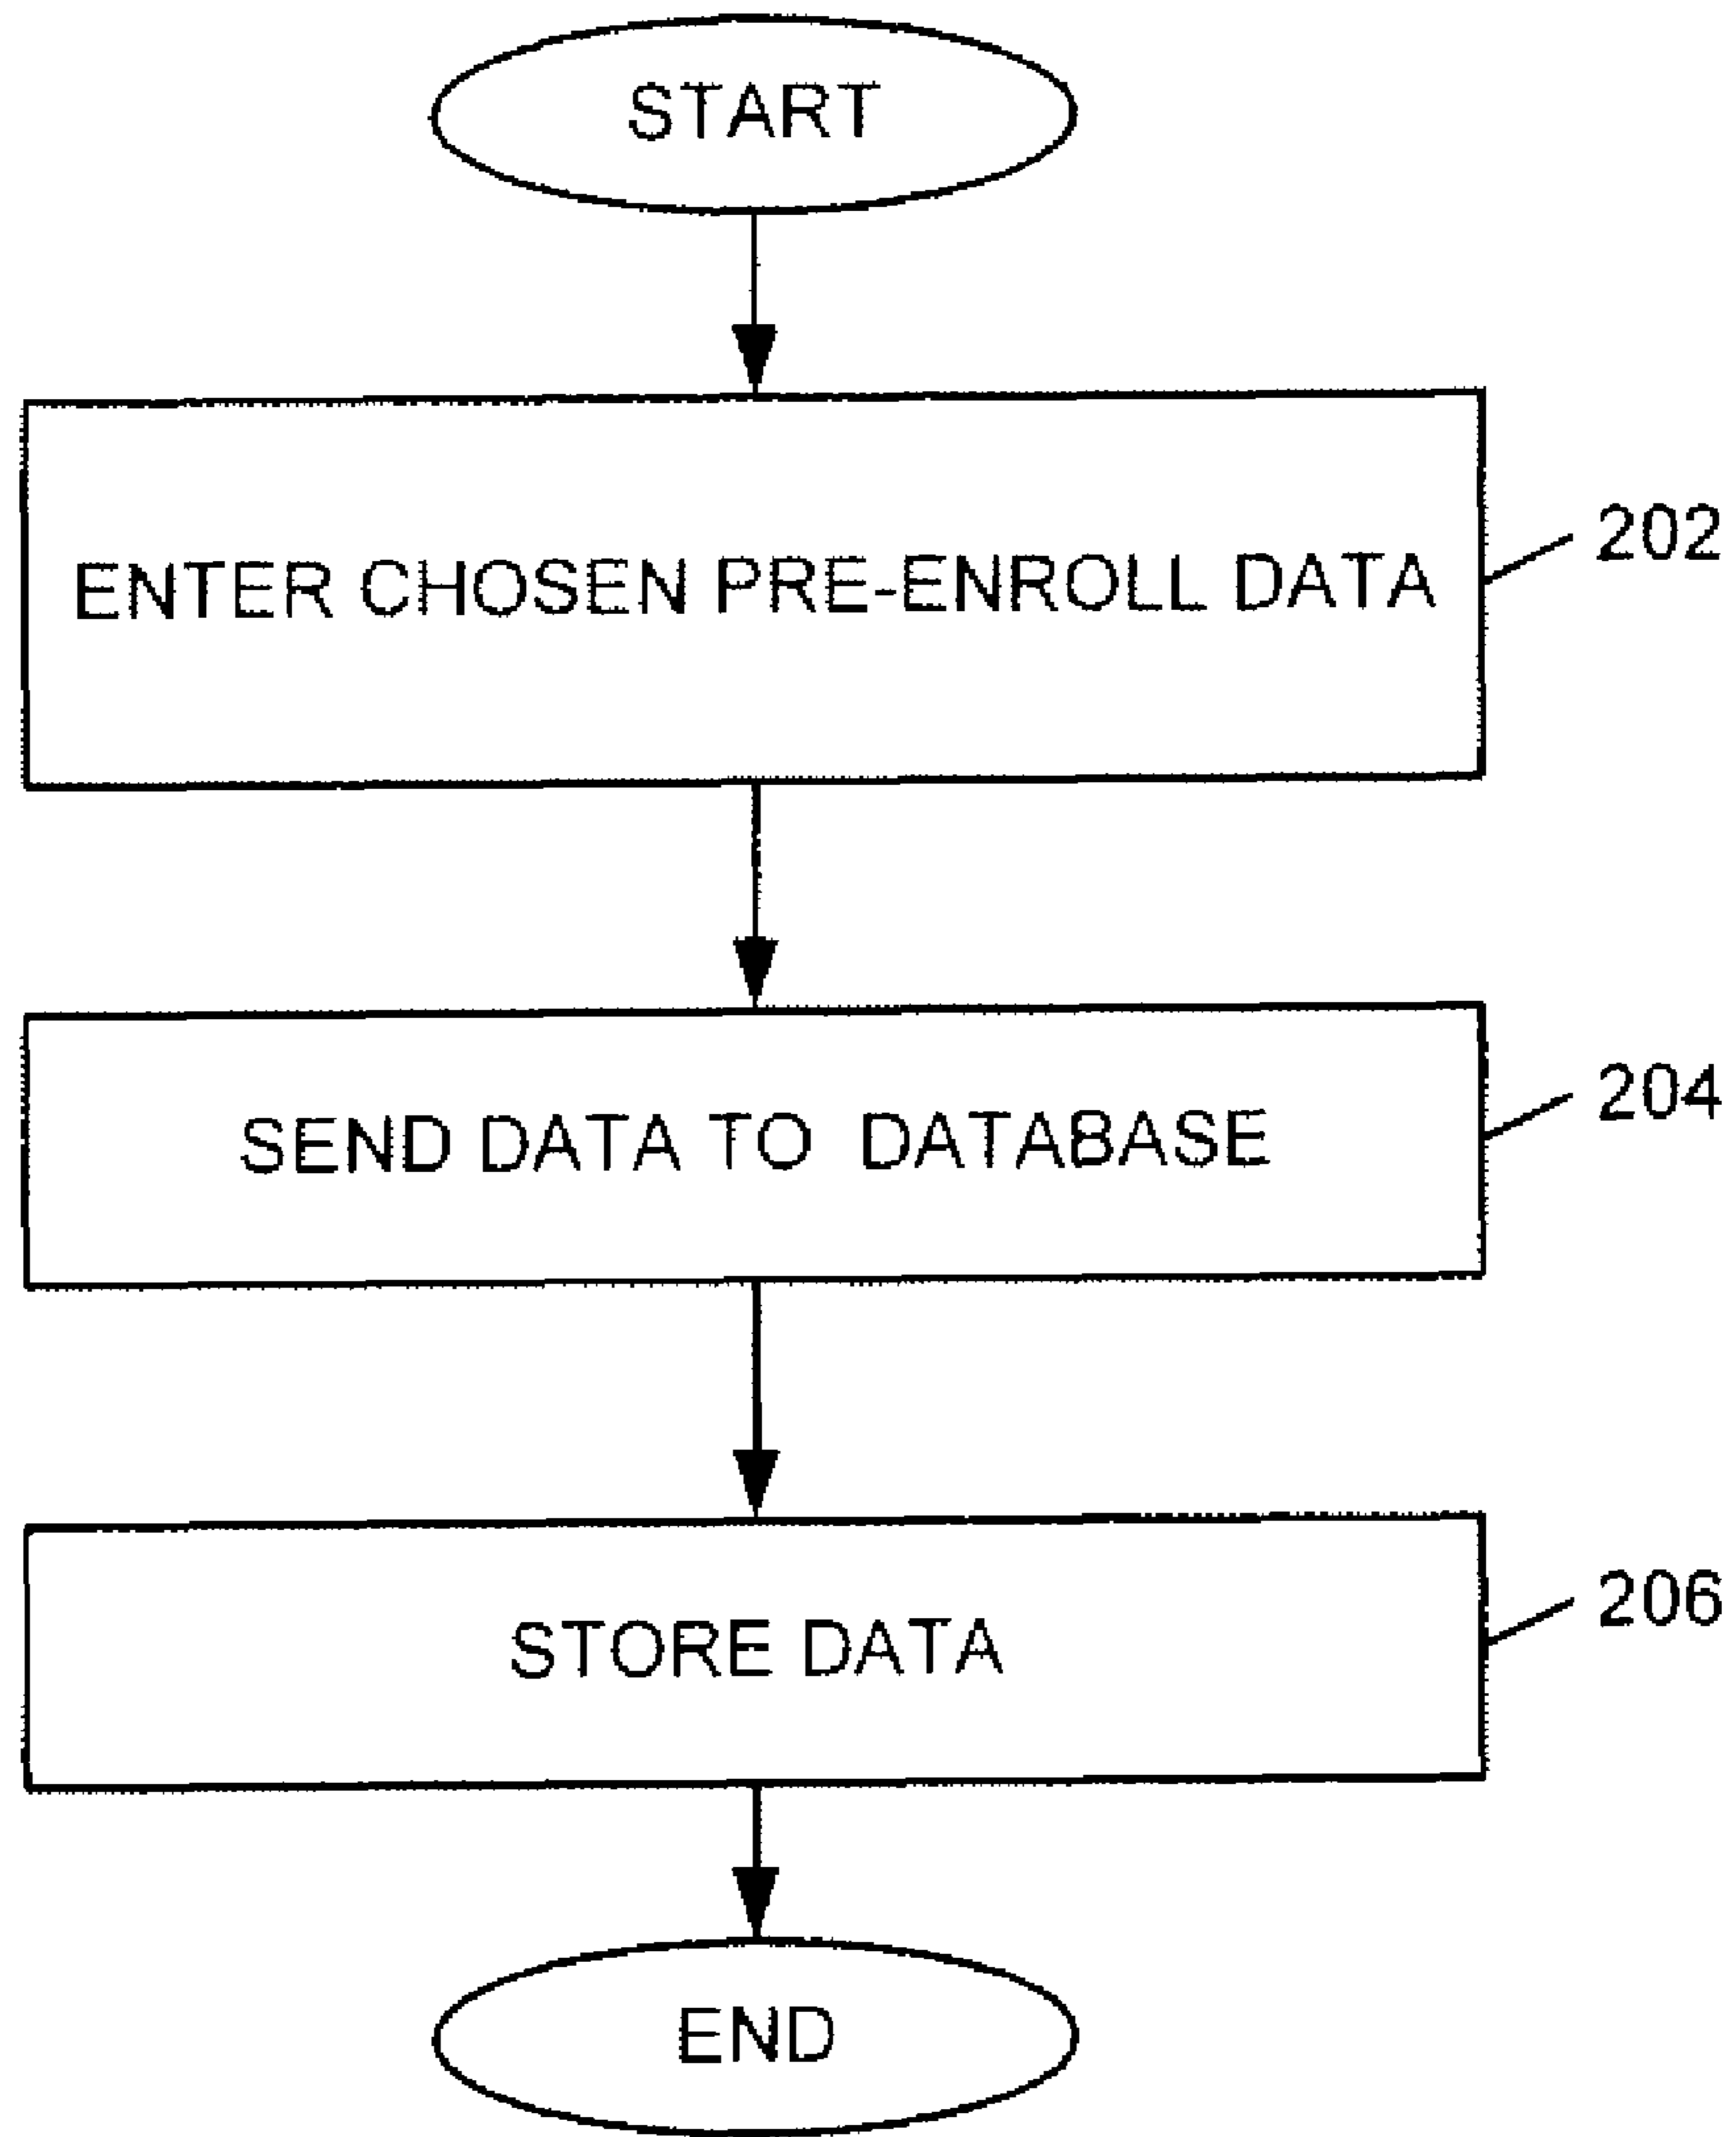 START
ENTER CHOSEN PRE-ENROLL DATA
202
SEND DATA TO DATABASE
204
STORE DATA
206
END